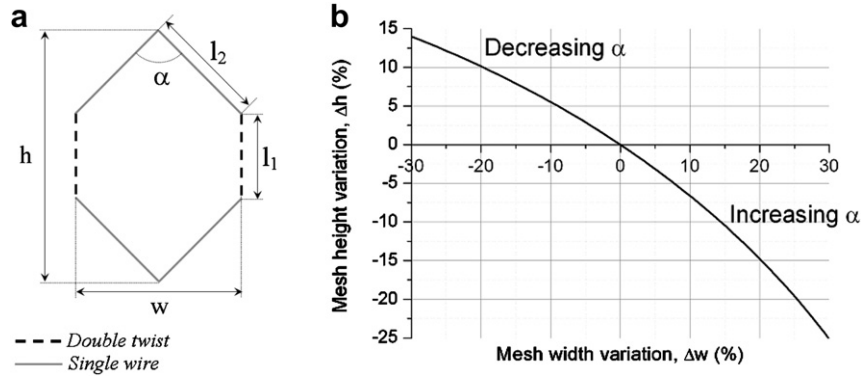 a
h
α
l₂
l₁
w
Double twist
Single wire
b
Mesh height variation, Δh (%)
15
10
5
0
-5
-10
-15
-20
-25
-30
-20
-10
0
10
20
30
Decreasing α
Increasing α
Mesh width variation, Δw (%)